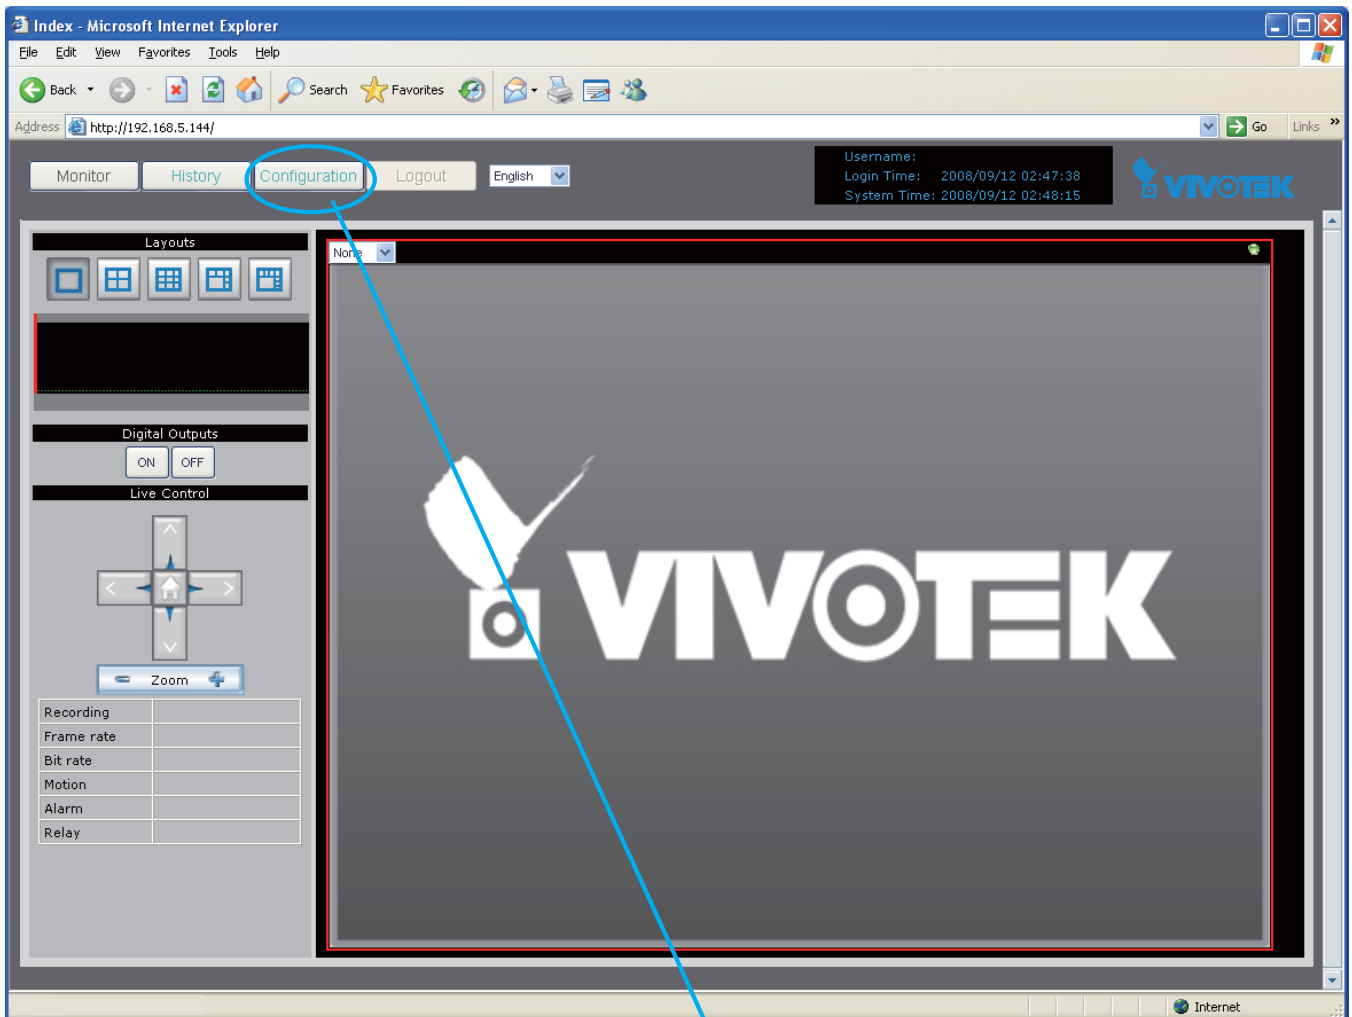 Index - Microsoft Internet Explorer
File Edit View Favorites Tools Help
Back Search Favorites
Address http://192.168.5.144/ Go Links »
Monitor History Configuration Logout English
Username:
Login Time: 2008/09/12 02:47:38
System Time: 2008/09/12 02:48:15
VIVOTEK
Layouts
None
Digital Outputs
ON OFF
Live Control
VIVOTEK
Zoom
Recording
Frame rate
Bit rate
Motion
Alarm
Relay
Internet